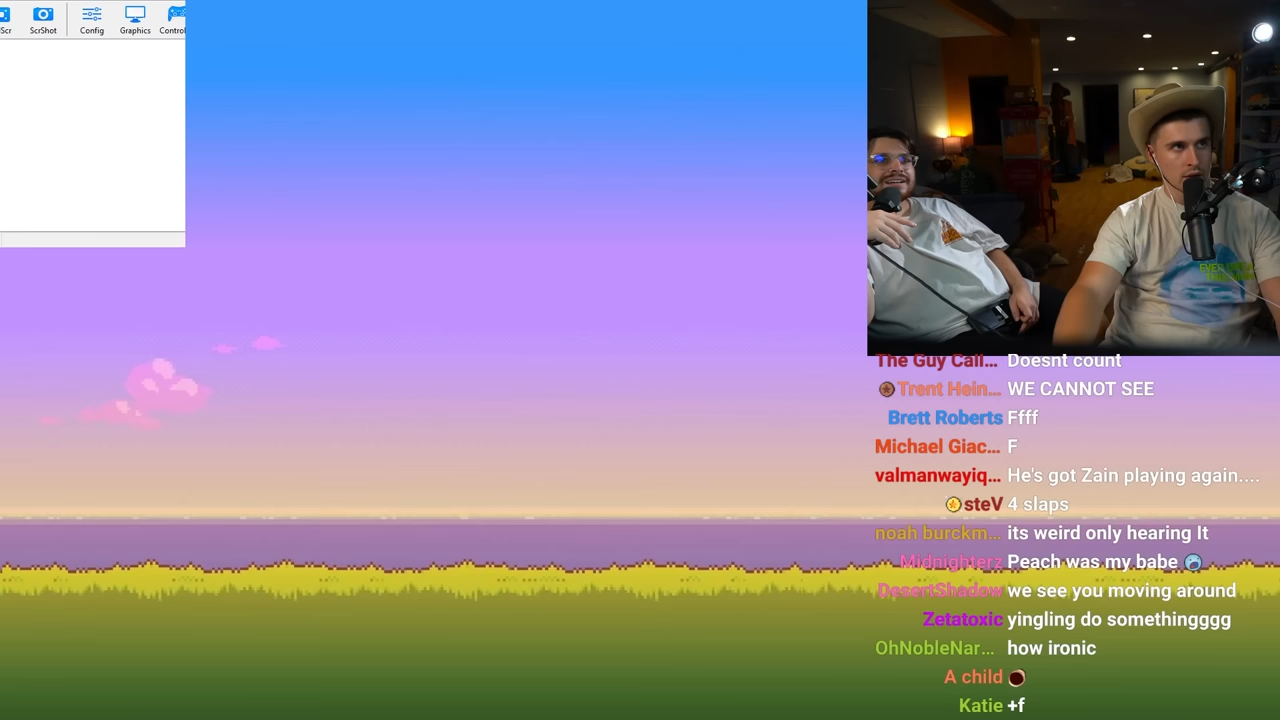 Scr
ScrShot
Config
Graphics
Control
The Guy Call... Doesnt count
Trent Hein... WE CANNOT SEE
Brett Roberts Ffff
Michael Giac... F
valmanwayiq... He's got Zain playing again....
steV 4 slaps
noah burckm... its weird only hearing It
Midnighterz Peach was my babe
DesertShadow we see you moving around
Zetatoxic yingling do somethingggg
OhNobleNar... how ironic
A child
Katie +f